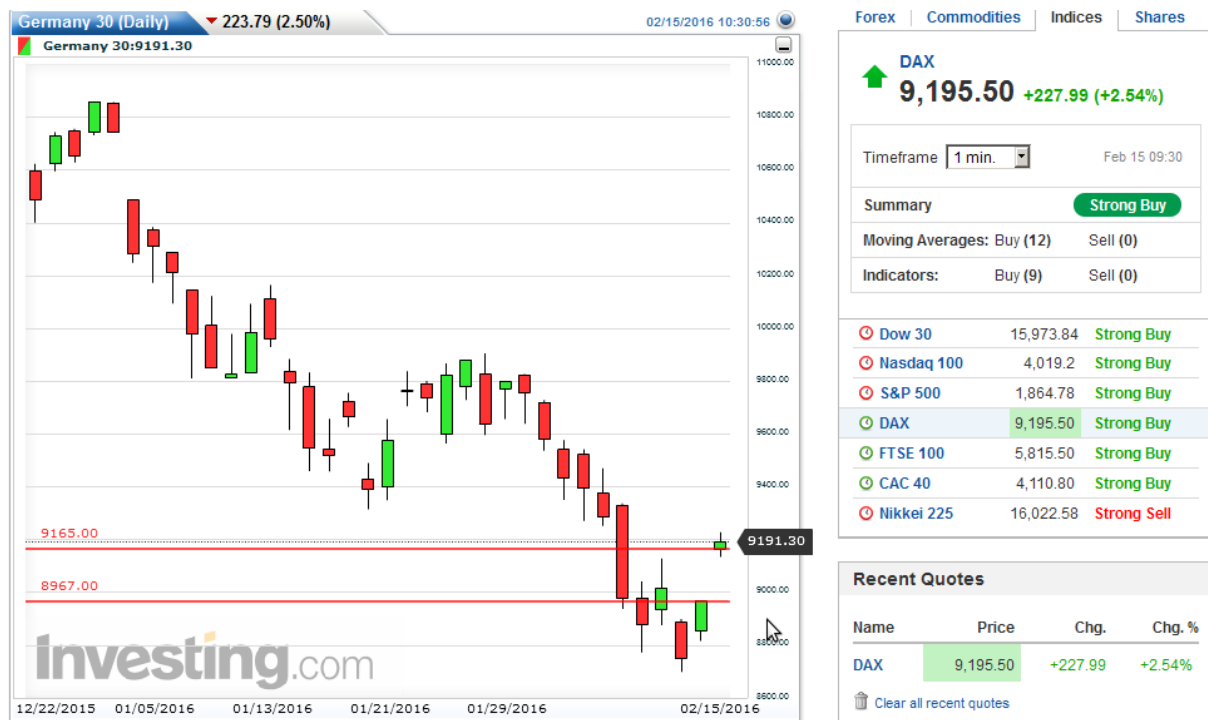 Germany 30 (Daily) 223.79 (2.50%) 02/15/2016 10:30:56
Germany 30:9191.30
11000.00
10800.00
10600.00
10400.00
10200.00
10000.00
9800.00
9600.00
9400.00
9165.00
9191.30
8967.00
9000.00
8800.00
8600.00
Investing.com
12/22/2015 01/05/2016 01/13/2016 01/21/2016 01/29/2016 02/15/2016
Forex Commodities Indices Shares
DAX
9,195.50 +227.99 (+2.54%)
Timeframe 1 min. Feb 15 09:30
Summary Strong Buy
Moving Averages: Buy (12) Sell (0)
Indicators: Buy (9) Sell (0)
Dow 30 15,973.84 Strong Buy
Nasdaq 100 4,019.2 Strong Buy
S&P 500 1,864.78 Strong Buy
DAX 9,195.50 Strong Buy
FTSE 100 5,815.50 Strong Buy
CAC 40 4,110.80 Strong Buy
Nikkei 225 16,022.58 Strong Sell
Recent Quotes
Name Price Chg. Chg. %
DAX 9,195.50 +227.99 +2.54%
Clear all recent quotes